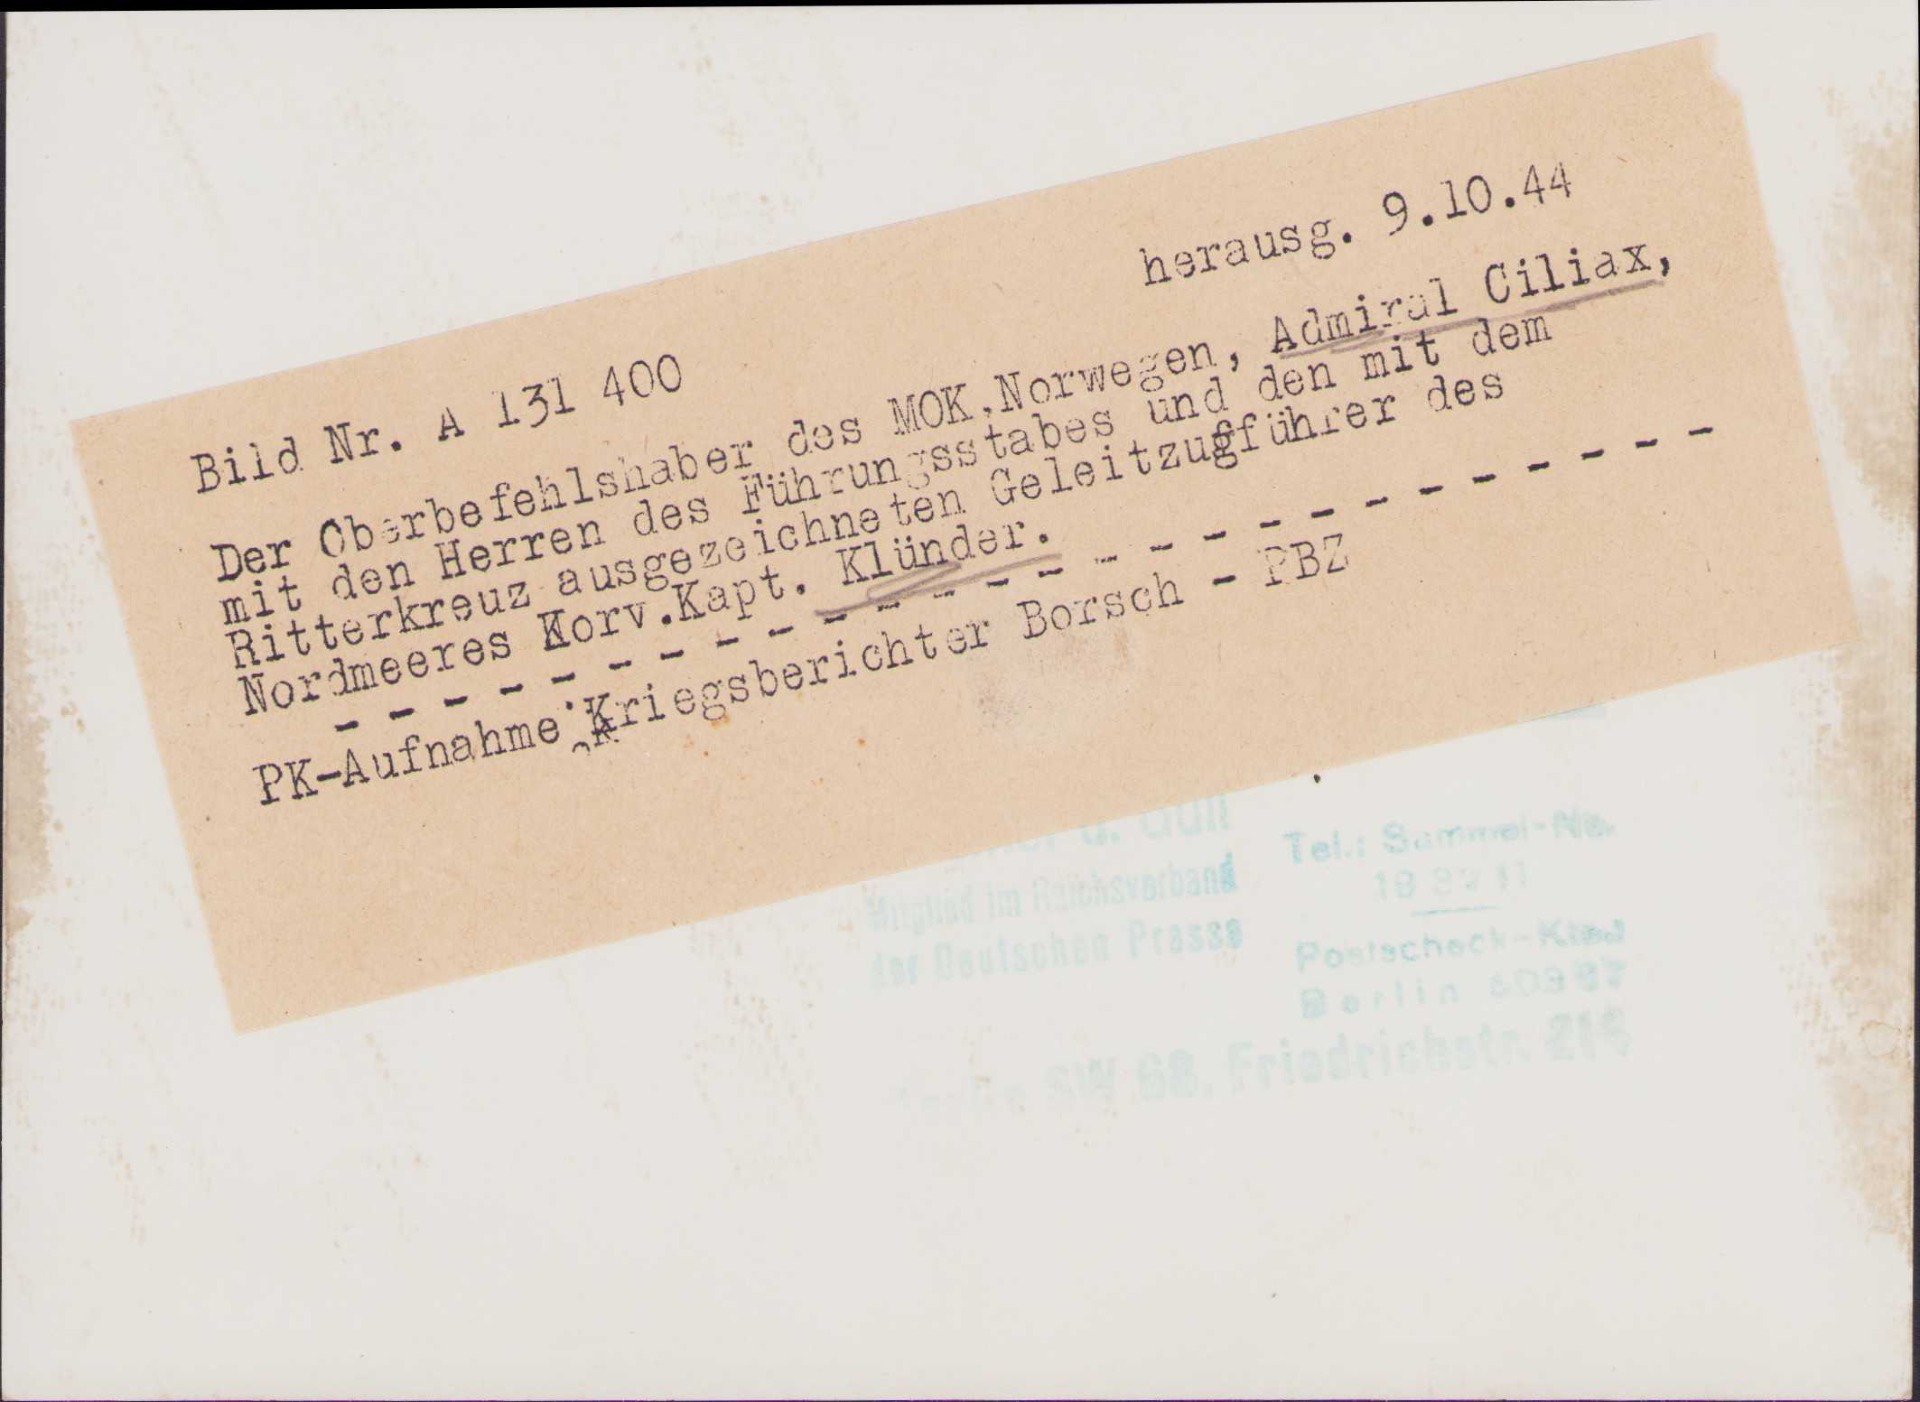 herausg. 9.10.44
Bild Nr. A 131 400
Der Oberbefehlshaber des MOK.Norwegen, Admiral Ciliax,
mit den Herren des Führungsstabes und den mit dem
Ritterkreuz ausgezeichneten Geleitzugführer des
Nordmeeres Korv.Kapt. Klünder.
- - - - - - - - - - - - - - - - - - - - - - - - - -
PK-Aufnahme:Kriegsberichter Borsch - PBZ
Mitglied im Reichsverband
der Deutschen Presse
Tel.: Sammel-Nr.
Postscheck-Kto
Berlin
SW 68, Friedrichstr.